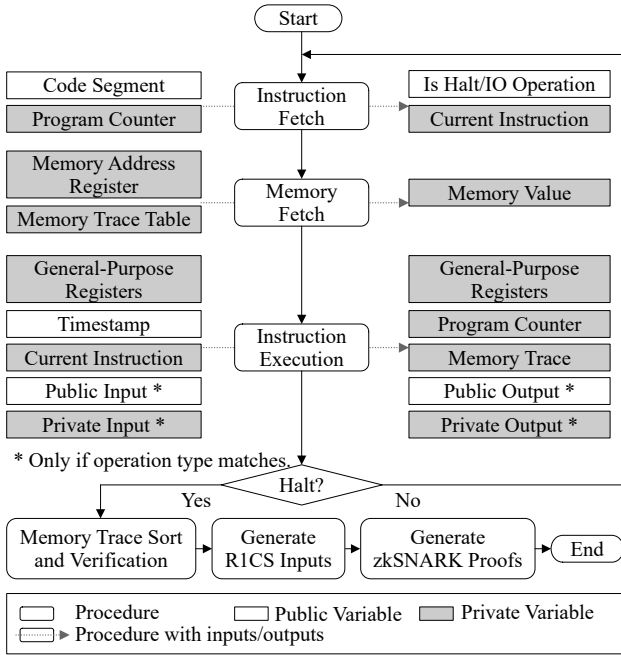 Start
Code Segment
Program Counter
Instruction
Fetch
Is Halt/IO Operation
Current Instruction
Memory Address
Register
Memory Trace Table
Memory
Fetch
Memory Value
General-Purpose
Registers
Timestamp
Current Instruction
Public Input *
Private Input *
Instruction
Execution
General-Purpose
Registers
Program Counter
Memory Trace
Public Output *
Private Output *
* Only if operation type matches.
Halt?
Yes
No
Memory Trace Sort
and Verification
Generate
R1CS Inputs
Generate
zkSNARK Proofs
End
Procedure
Public Variable
Private Variable
Procedure with inputs/outputs